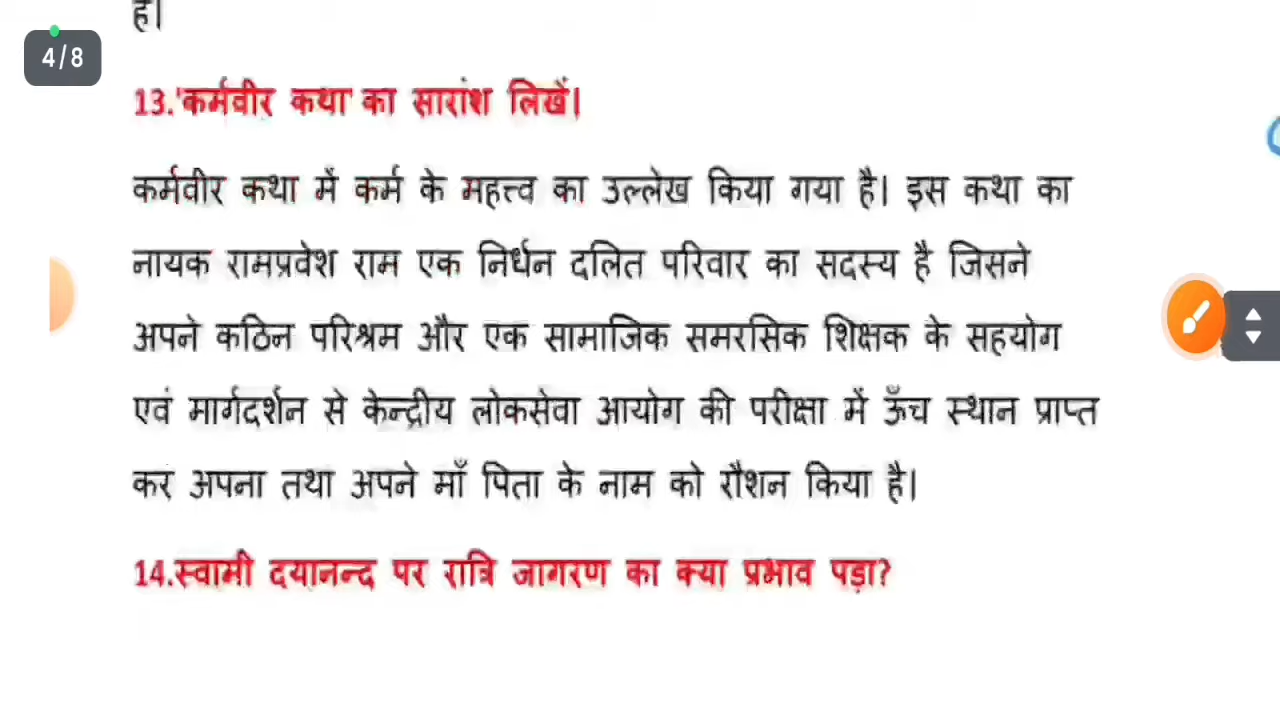 है।
4/8
13.'कर्मवीर कथा' का सारांश लिखें।
कर्मवीर कथा में कर्म के महत्त्व का उल्लेख किया गया है। इस कथा का
नायक रामप्रवेश राम एक निर्धन दलित परिवार का सदस्य है जिसने
अपने कठिन परिश्रम और एक सामाजिक समरसिक शिक्षक के सहयोग
एवं मार्गदर्शन से केन्द्रीय लोकसेवा आयोग की परीक्षा में ऊँच स्थान प्राप्त
कर अपना तथा अपने माँ पिता के नाम को रौशन किया है।
14.स्वामी दयानन्द पर रात्रि जागरण का क्या प्रभाव पड़ा?